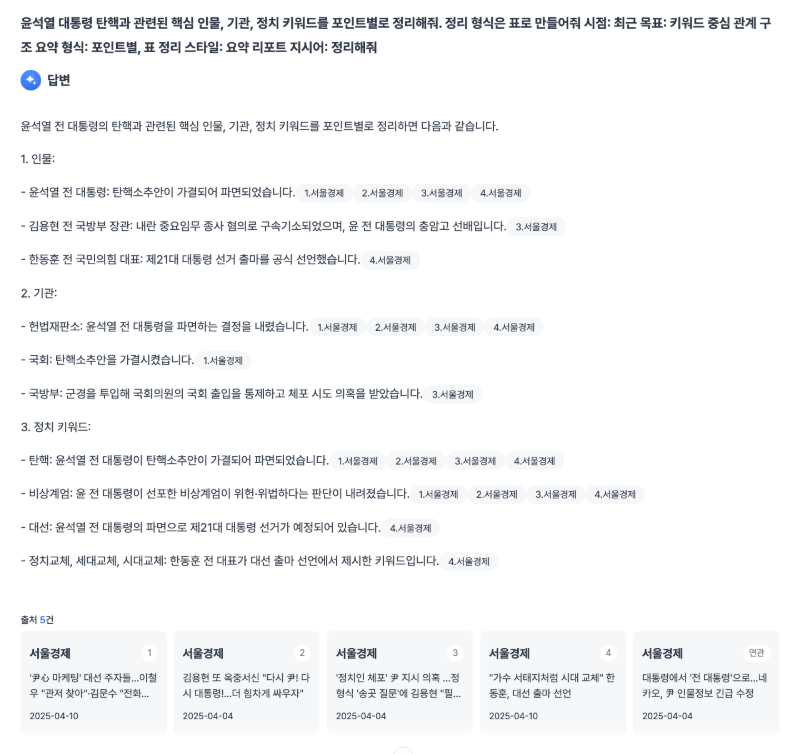 윤석열 대통령 탄핵과 관련된 핵심 인물, 기관, 정치 키워드를 포인트별로 정리해줘. 정리 형식은 표로 만들어줘 시점: 최근 목표: 키워드 중심 관계 구
조 요약 형식: 포인트별, 표 정리 스타일: 요약 리포트 지시어: 정리해줘
답변
윤석열 전 대통령의 탄핵과 관련된 핵심 인물, 기관, 정치 키워드를 포인트별로 정리하면 다음과 같습니다.
1. 인물:
- 윤석열 전 대통령: 탄핵소추안이 가결되어 파면되었습니다. 1.서울경제 2.서울경제 3.서울경제 4.서울경제
- 김용현 전 국방부 장관: 내란 중요임무 종사 혐의로 구속기소되었으며, 윤 전 대통령의 충암고 선배입니다. 3.서울경제
- 한동훈 전 국민의힘 대표: 제21대 대통령 선거 출마를 공식 선언했습니다. 4.서울경제
2. 기관:
- 헌법재판소: 윤석열 전 대통령을 파면하는 결정을 내렸습니다. 1.서울경제 2.서울경제 3.서울경제 4.서울경제
- 국회: 탄핵소추안을 가결시켰습니다. 1.서울경제
- 국방부: 군경을 투입해 국회의원의 국회 출입을 통제하고 체포 시도 의혹을 받았습니다. 3.서울경제
3. 정치 키워드:
- 탄핵: 윤석열 전 대통령이 탄핵소추안이 가결되어 파면되었습니다. 1.서울경제 2.서울경제 3.서울경제 4.서울경제
- 비상계엄: 윤 전 대통령이 선포한 비상계엄이 위헌·위법하다는 판단이 내려졌습니다. 1.서울경제 2.서울경제 3.서울경제 4.서울경제
- 대선: 윤석열 전 대통령의 파면으로 제21대 대통령 선거가 예정되어 있습니다. 4.서울경제
- 정치교체, 세대교체, 시대교체: 한동훈 전 대표가 대선 출마 선언에서 제시한 키워드입니다. 4.서울경제
출처 5건
서울경제 1
'尹心 마케팅' 대선 주자들…이철
우 "관저 찾아"·김문수 "전화…
2025-04-10
서울경제 2
김용현 또 옥중서신 "다시 尹! 다
시 대통령!…더 힘차게 싸우자"
2025-04-04
서울경제 3
'정치인 체포' 尹 지시 의혹 …정
형식 '송곳 질문'에 김용현 "필…
2025-04-04
서울경제 4
"가수 서태지처럼 시대 교체" 한
동훈, 대선 출마 선언
2025-04-10
서울경제 연관
대통령에서 '전 대통령'으로…네
카오, 尹 인물정보 긴급 수정
2025-04-04